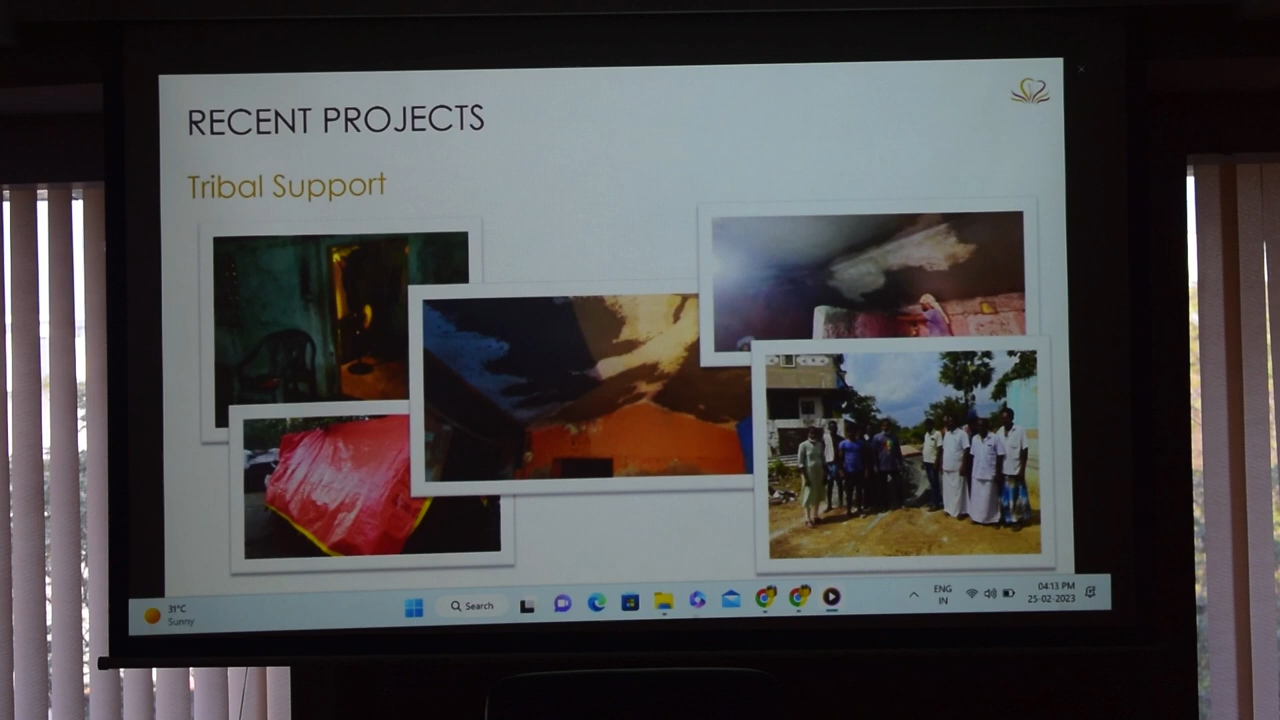 RECENT PROJECTS
Tribal Support
31°C
Sunny
Search
ENG
IN
04:13 PM
25-02-2023